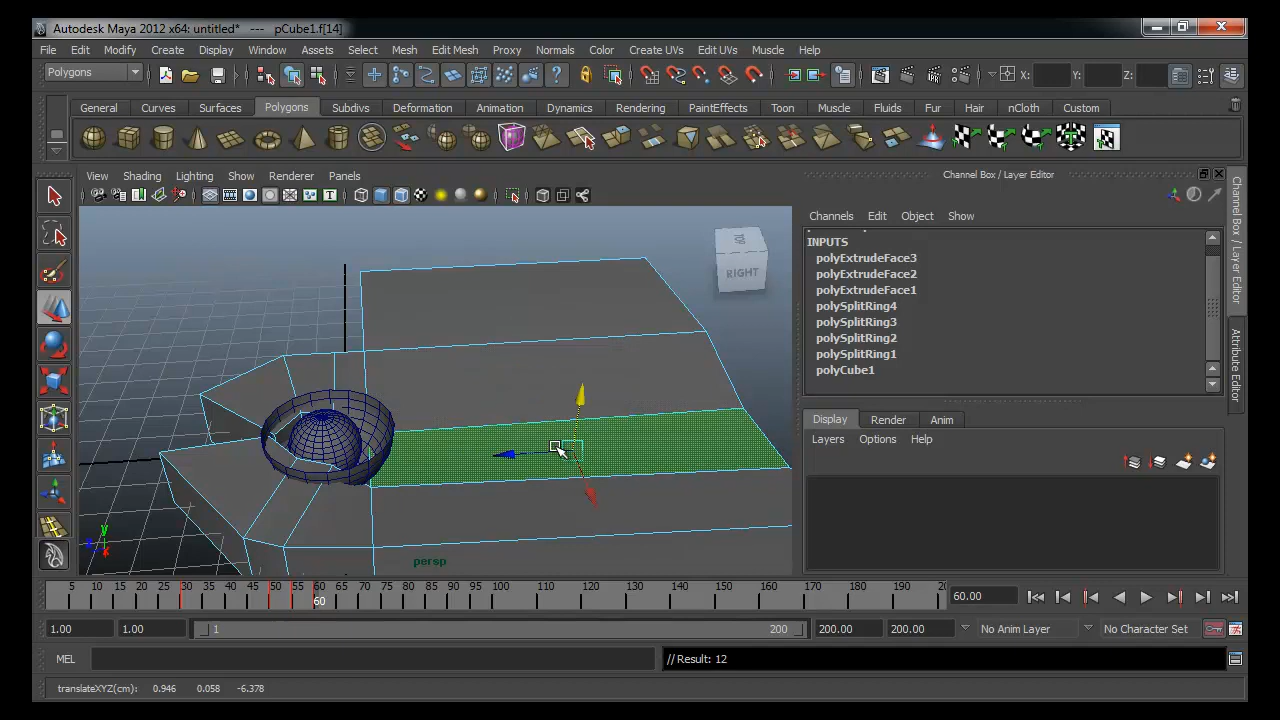 Autodesk Maya 2012 x64: untitled* --- pCube1.f[14]
File Edit Modify Create Display Window Assets Select Mesh Edit Mesh Proxy Normals Color Create UVs Edit UVs Muscle Help
Polygons X: Y: Z:
General Curves Surfaces Polygons Subdivs Deformation Animation Dynamics Rendering PaintEffects Toon Muscle Fluids Fur Hair nCloth Custom
View Shading Lighting Show Renderer Panels
Channel Box / Layer Editor
Channels Edit Object Show
INPUTS
polyExtrudeFace3
polyExtrudeFace2
polyExtrudeFace1
polySplitRing4
polySplitRing3
polySplitRing2
polySplitRing1
polyCube1
Display Render Anim
Layers Options Help
Channel Box / Layer Editor
Attribute Editor
TOP
RIGHT
y
persp
5 10 15 20 25 30 35 40 45 50 55 60 65 70 75 80 85 90 95 100 110 120 130 140 150 160 170 180 190 20
60
60.00
1.00 1.00 1 200 200.00 200.00 No Anim Layer No Character Set
MEL // Result: 12
translateXYZ(cm): 0.946 0.058 -6.378